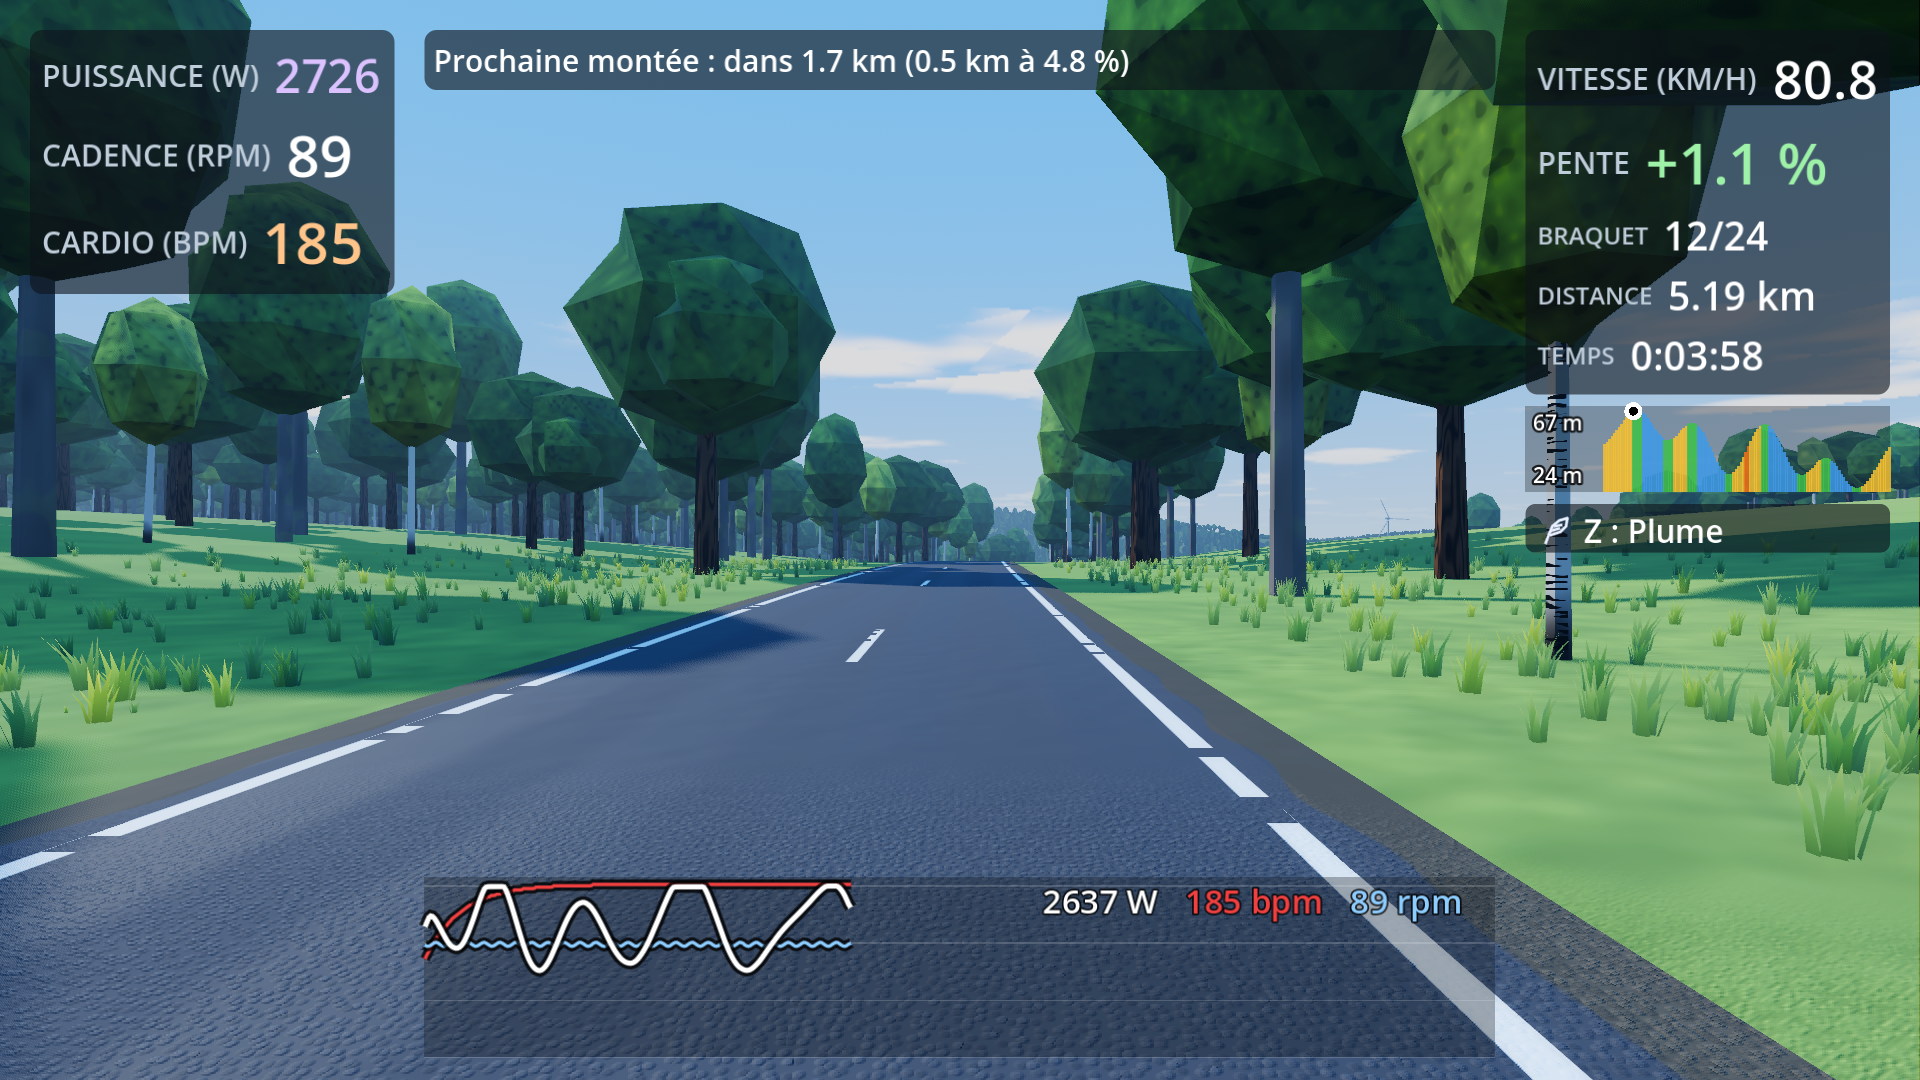 PUISSANCE (W) 2726
CADENCE (RPM) 89
CARDIO (BPM) 185
Prochaine montée : dans 1.7 km (0.5 km à 4.8 %)
VITESSE (KM/H) 80.8
PENTE +1.1 %
BRAQUET 12/24
DISTANCE 5.19 km
TEMPS 0:03:58
67 m
24 m
Z : Plume
2637 W 185 bpm 89 rpm